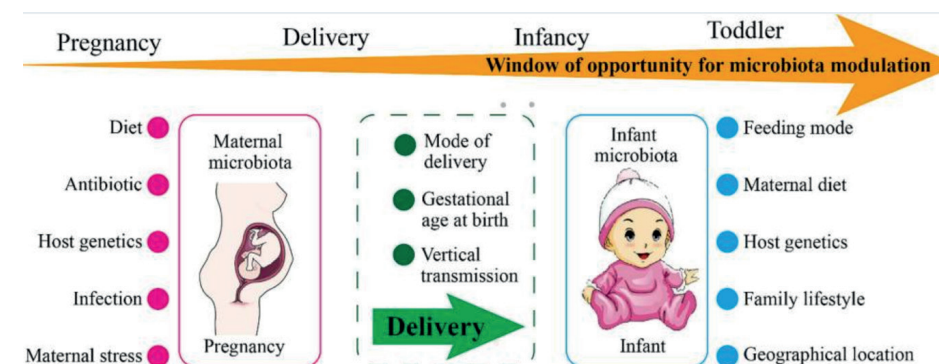 Pregnancy
Delivery
Infancy
Toddler
Window of opportunity for microbiota modulation
Diet
Antibiotic
Host genetics
Infection
Maternal stress
Maternal
microbiota
Pregnancy
Mode of
delivery
Gestational
age at birth
Vertical
transmission
Delivery
Infant
microbiota
Infant
Feeding mode
Maternal diet
Host genetics
Family lifestyle
Geographical location